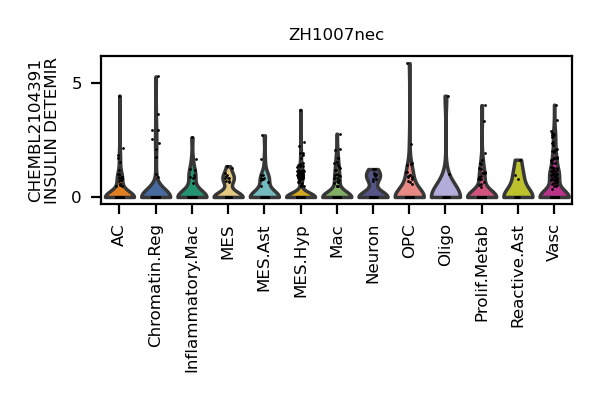 ZH1007nec
CHEMBL2104391
INSULIN DETEMIR
5
0
AC
Chromatin.Reg
Inflammatory.Mac
MES
MES.Ast
MES.Hyp
Mac
Neuron
OPC
Oligo
Prolif.Metab
Reactive.Ast
Vasc